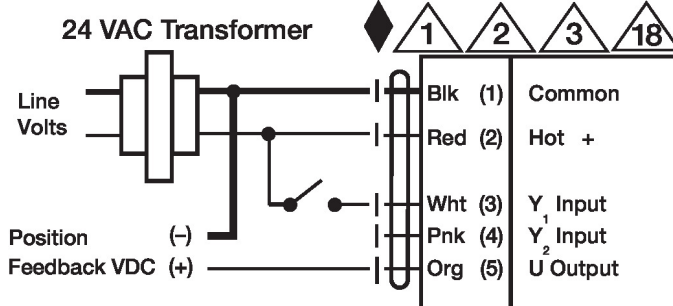 24 VAC Transformer
1 2 3 18
Line
Volts
Blk (1) Common
Red (2) Hot +
Wht (3) Y1 Input
Pnk (4) Y2 Input
Org (5) U Output
Position (-)
Feedback VDC (+)